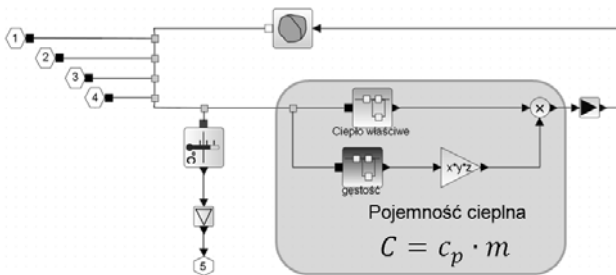 1
2
3
4
Ciepło właściwe
×
°C
gęstość
x*y*z
Pojemność cieplna
C = c_p · m
5